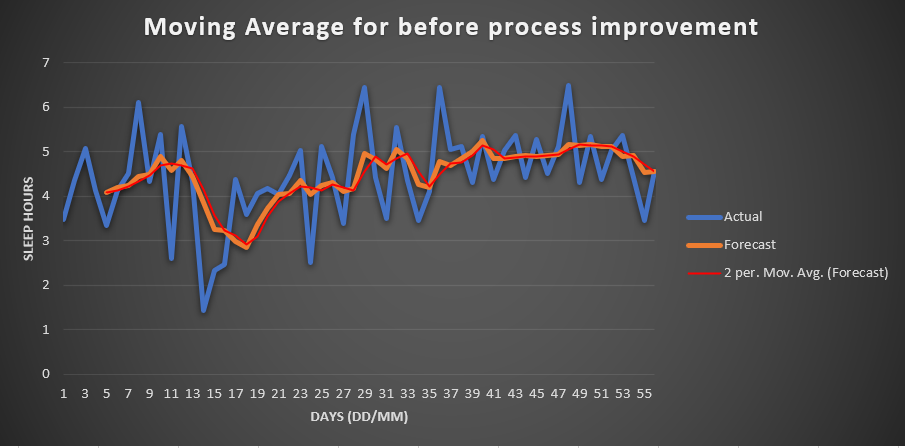 Moving Average for before process improvement
7
6
5
4
3
2
1
0
SLEEP HOURS
1 3 5 7 9 11 13 15 17 19 21 23 25 27 29 31 33 35 37 39 41 43 45 47 49 51 53 55
DAYS (DD/MM)
Actual
Forecast
2 per. Mov. Avg. (Forecast)